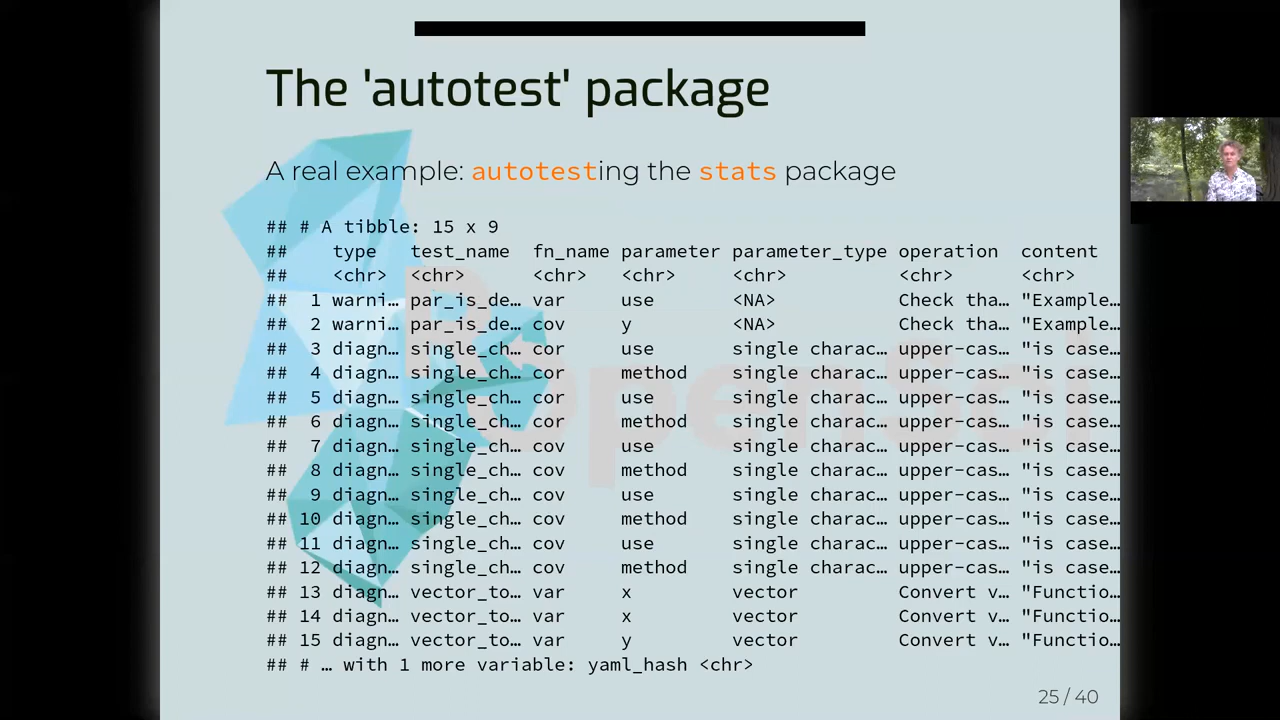 The 'autotest' package
A real example: autotesting the stats package
## # A tibble: 15 x 9
##    type   test_name  fn_name parameter parameter_type operation content
##    <chr>  <chr>      <chr>   <chr>     <chr>          <chr>     <chr>
##  1 warni… par_is_de… var     use       <NA>           Check tha… "Example…
##  2 warni… par_is_de… cov     y         <NA>           Check tha… "Example…
##  3 diagn… single_ch… cor     use       single charac… upper-cas… "is case…
##  4 diagn… single_ch… cor     method    single charac… upper-cas… "is case…
##  5 diagn… single_ch… cor     use       single charac… upper-cas… "is case…
##  6 diagn… single_ch… cor     method    single charac… upper-cas… "is case…
##  7 diagn… single_ch… cov     use       single charac… upper-cas… "is case…
##  8 diagn… single_ch… cov     method    single charac… upper-cas… "is case…
##  9 diagn… single_ch… cov     use       single charac… upper-cas… "is case…
## 10 diagn… single_ch… cov     method    single charac… upper-cas… "is case…
## 11 diagn… single_ch… cov     use       single charac… upper-cas… "is case…
## 12 diagn… single_ch… cov     method    single charac… upper-cas… "is case…
## 13 diagn… vector_to… var     x         vector         Convert v… "Functio…
## 14 diagn… vector_to… var     x         vector         Convert v… "Functio…
## 15 diagn… vector_to… var     y         vector         Convert v… "Functio…
## # … with 1 more variable: yaml_hash <chr>
ROpenSci
25 / 40